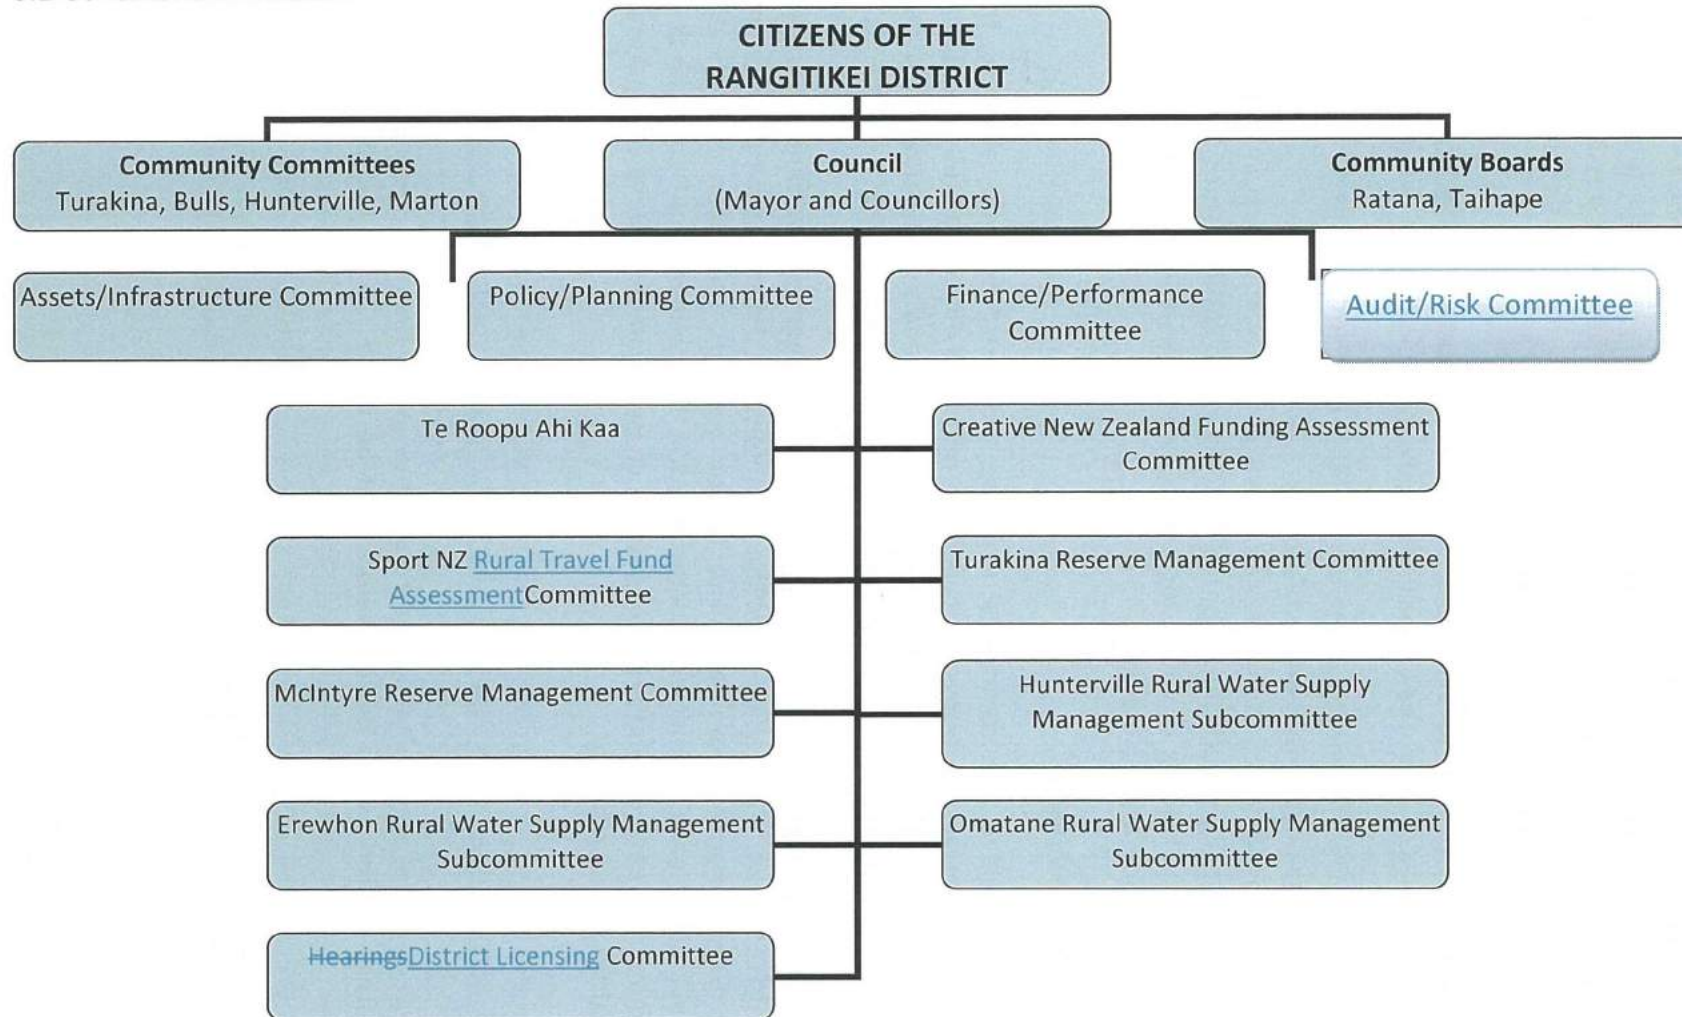 CITIZENS OF THE
RANGITIKEI DISTRICT
Community Committees
Turakina, Bulls, Hunterville, Marton
Council
(Mayor and Councillors)
Community Boards
Ratana, Taihape
Assets/Infrastructure Committee
Policy/Planning Committee
Finance/Performance
Committee
Audit/Risk Committee
Te Roopu Ahi Kaa
Creative New Zealand Funding Assessment
Committee
Sport NZ Rural Travel Fund
AssessmentCommittee
Turakina Reserve Management Committee
McIntyre Reserve Management Committee
Hunterville Rural Water Supply
Management Subcommittee
Erewhon Rural Water Supply Management
Subcommittee
Omatane Rural Water Supply Management
Subcommittee
HearingsDistrict Licensing Committee